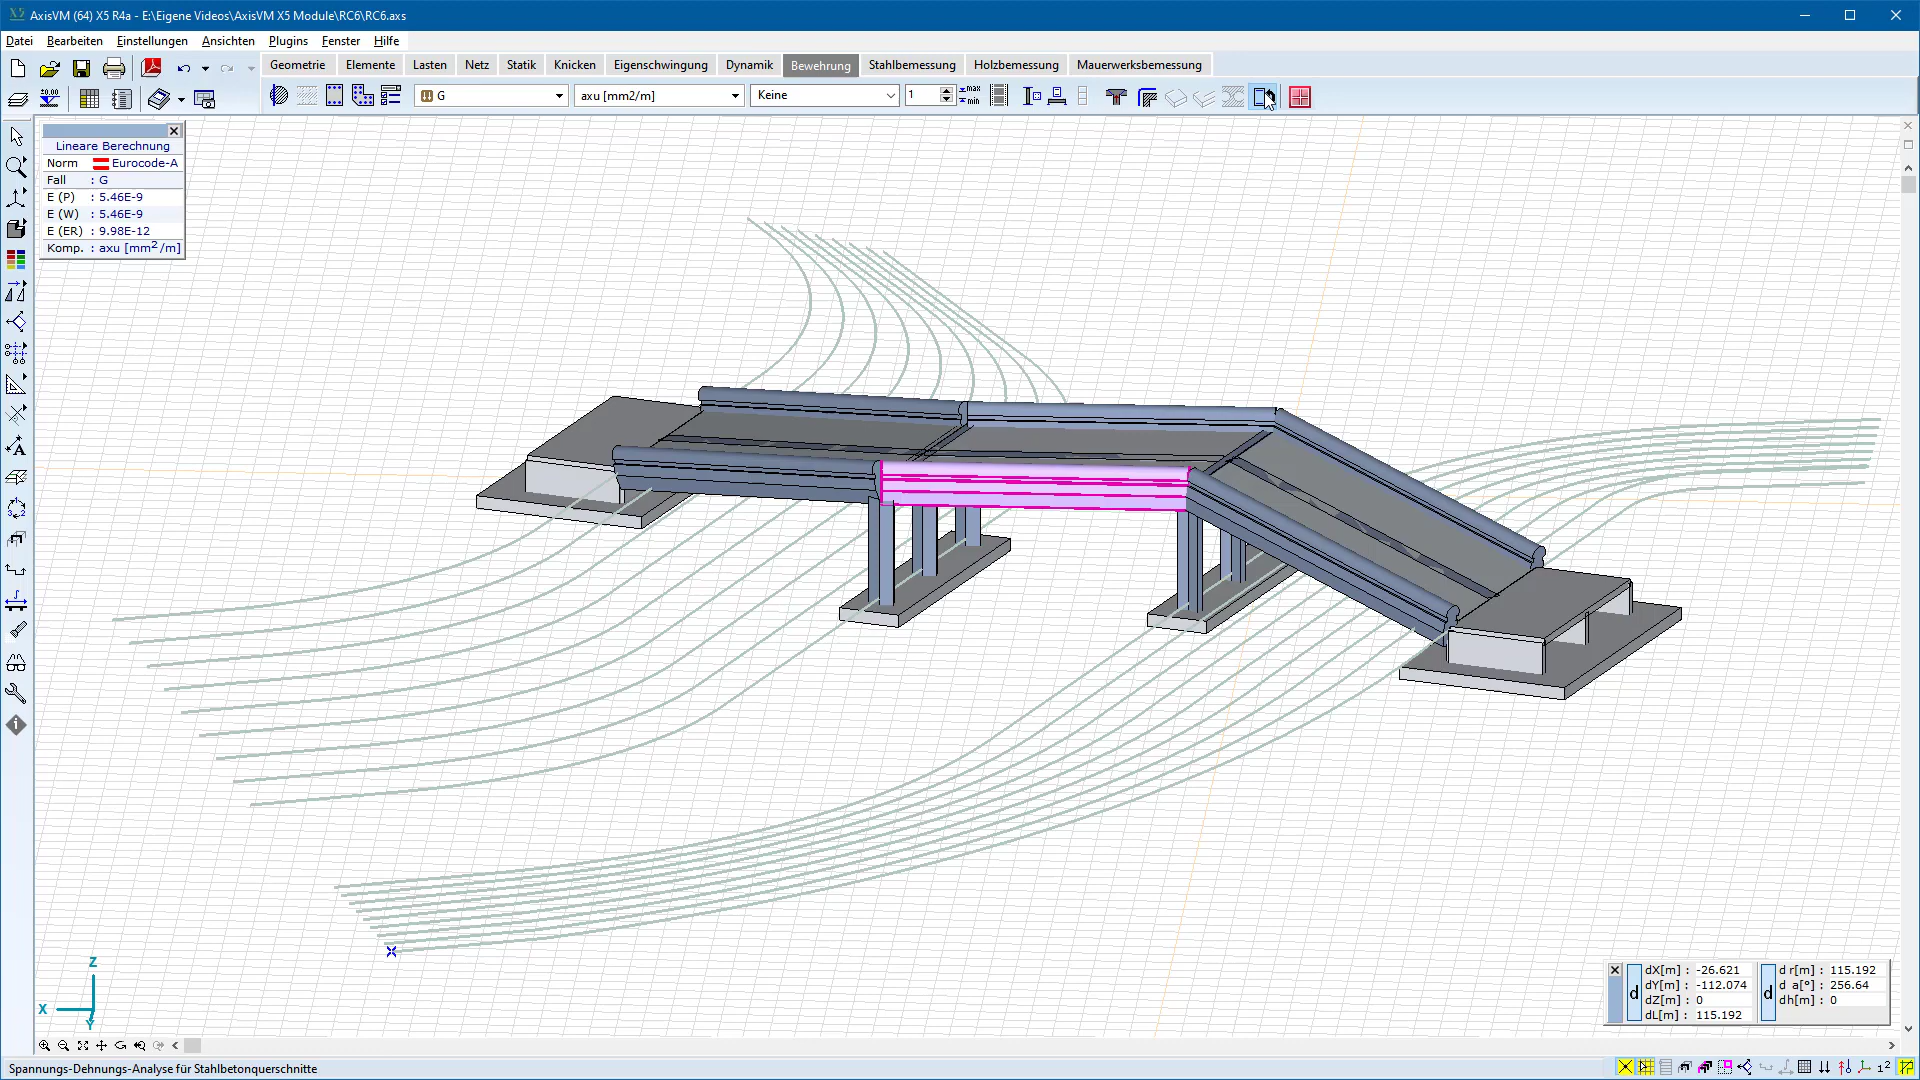 AxisVM (64) X5 R4a - E:\Eigene Videos\AxisVM X5 Module\RC6\RC6.axs
Datei Bearbeiten Einstellungen Ansichten Plugins Fenster Hilfe
Geometrie Elemente Lasten Netz Statik Knicken Eigenschwingung Dynamik Bewehrung Stahlbemessung Holzbemessung Mauerwerksbemessung
G axu [mm2/m] Keine 1 max min
Lineare Berechnung
Norm Eurocode-A
Fall : G
E (P) : 5.46E-9
E (W) : 5.46E-9
E (ER) : 9.98E-12
Komp. : axu [mm2/m]
Z
X
Y
d
dX[m] : -26.621
dY[m] : -112.074
dZ[m] : 0
dL[m] : 115.192
d
d r[m] : 115.192
d a[°] : 256.64
dh[m] : 0
Spannungs-Dehnungs-Analyse für Stahlbetonquerschnitte